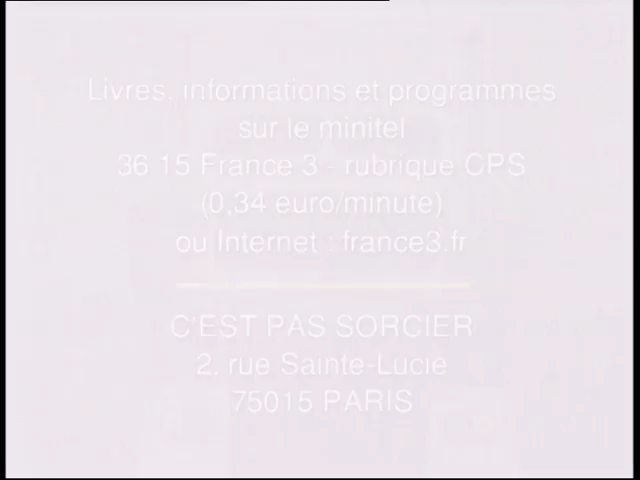 Livres, informations et programmes
sur le minitel
36 15 France 3 - rubrique CPS
(0,34 euro/minute)
ou Internet : france3.fr
C'EST PAS SORCIER
2, rue Sainte-Lucie
75015 PARIS